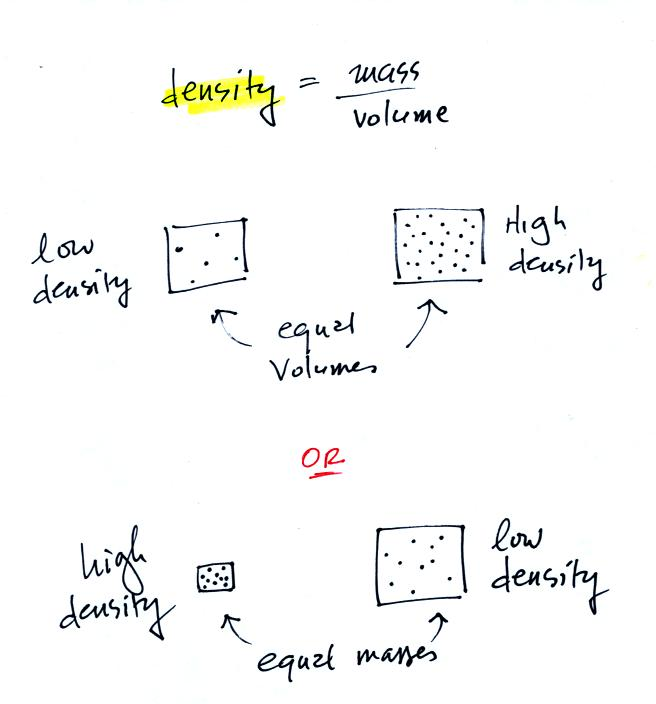 density = mass
volume
low
density
High
density
equal
Volumes
OR
high
density
low
density
equal masses